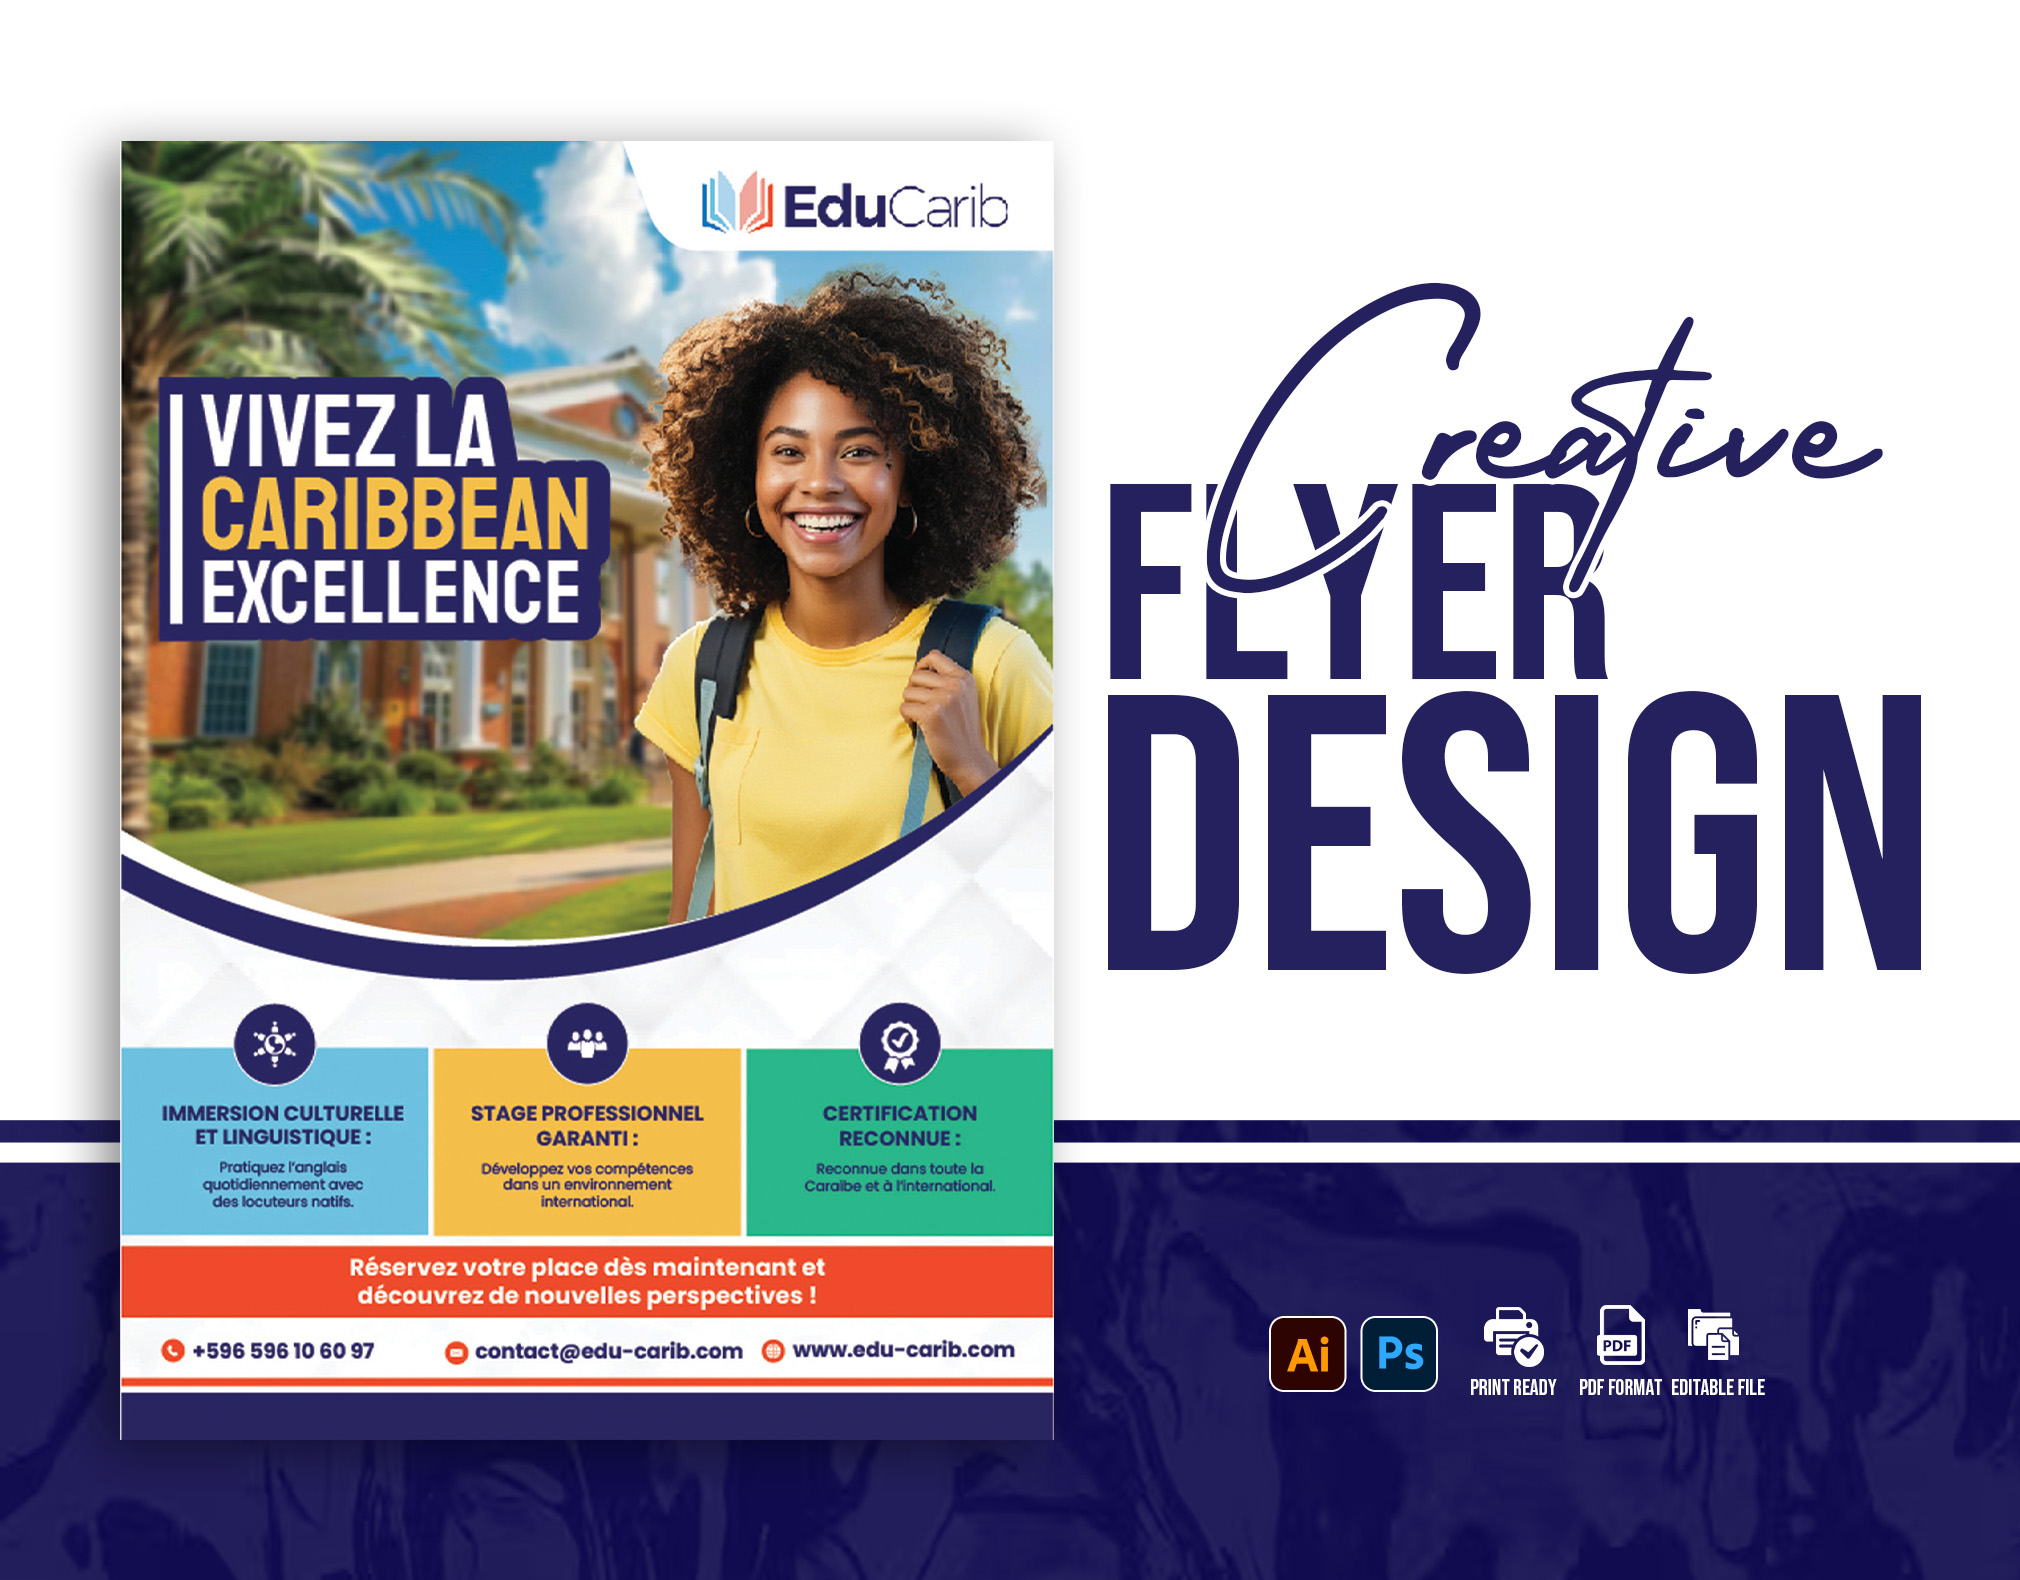 EduCarib
VIVEZ LA
CARIBBEAN
EXCELLENCE
IMMERSION CULTURELLE
ET LINGUISTIQUE :
Pratiquez l'anglais
quotidiennement avec
des locuteurs natifs.
STAGE PROFESSIONNEL
GARANTI :
Développez vos compétences
dans un environnement
international.
CERTIFICATION
RECONNUE :
Reconnue dans toute la
Caraïbe et à l'international.
Réservez votre place dès maintenant et
découvrez de nouvelles perspectives !
+596 596 10 60 97
contact@edu-carib.com
www.edu-carib.com
Creative
FLYER
DESIGN
Ai
Ps
PRINT READY
PDF
PDF FORMAT
EDITABLE FILE